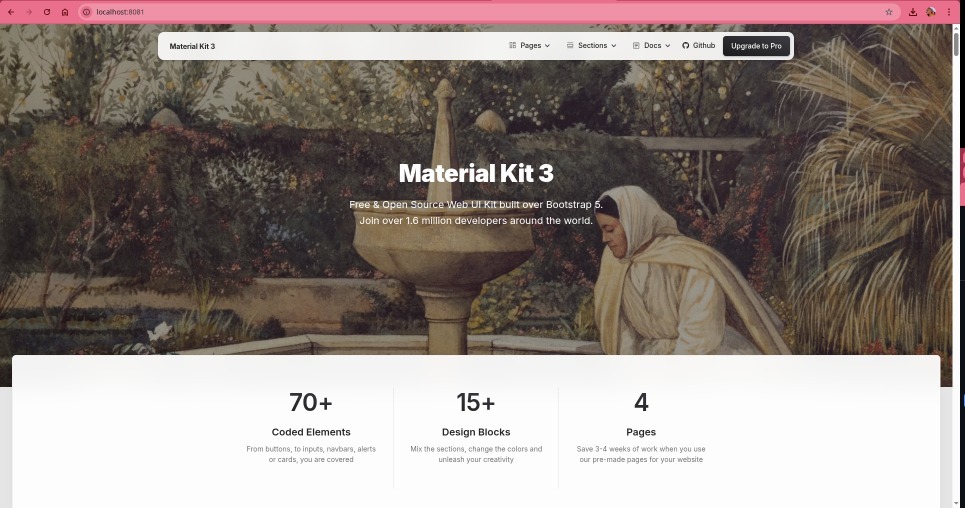 localhost:8081
Material Kit 3
Pages
Sections
Docs
Github
Upgrade to Pro
Material Kit 3
Free & Open Source Web UI Kit built over Bootstrap 5.
Join over 1.6 million developers around the world.
70+
Coded Elements
From buttons, to inputs, navbars, alerts
or cards, you are covered
15+
Design Blocks
Mix the sections, change the colors and
unleash your creativity
4
Pages
Save 3-4 weeks of work when you use
our pre-made pages for your website